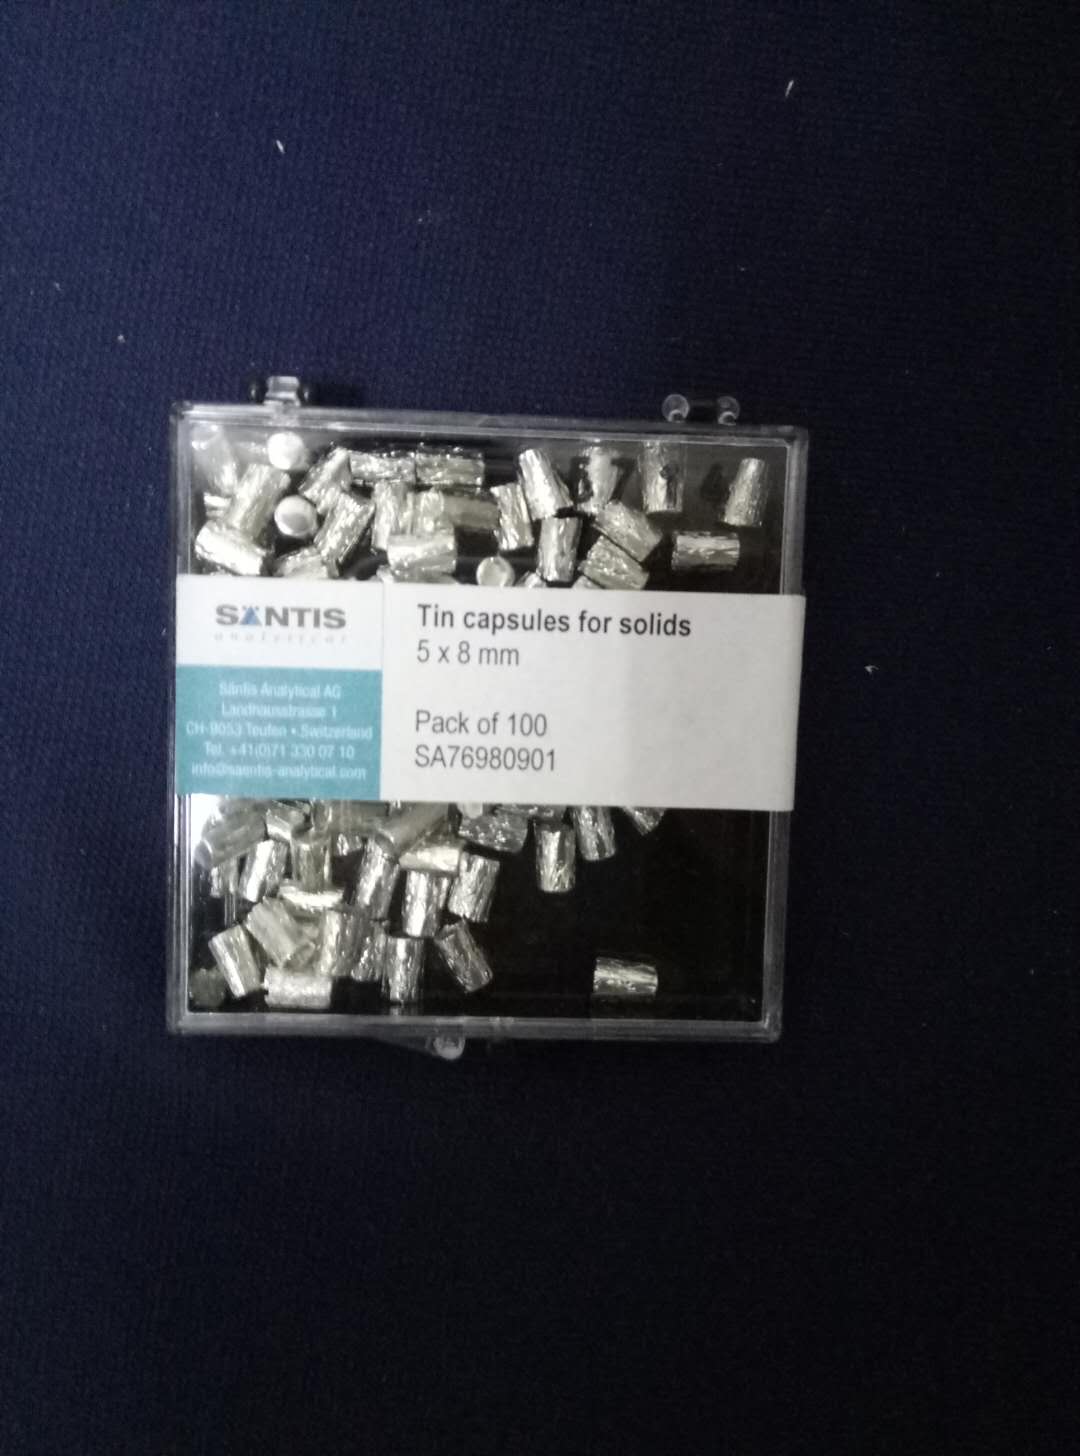 SÄNTIS
analytical
Säntis Analytical AG
Landhausstrasse 1
CH-9053 Teufen • Switzerland
Tel. +41(0)71 330 07 10
info@saentis-analytical.com
Tin capsules for solids
5 x 8 mm
Pack of 100
SA76980901